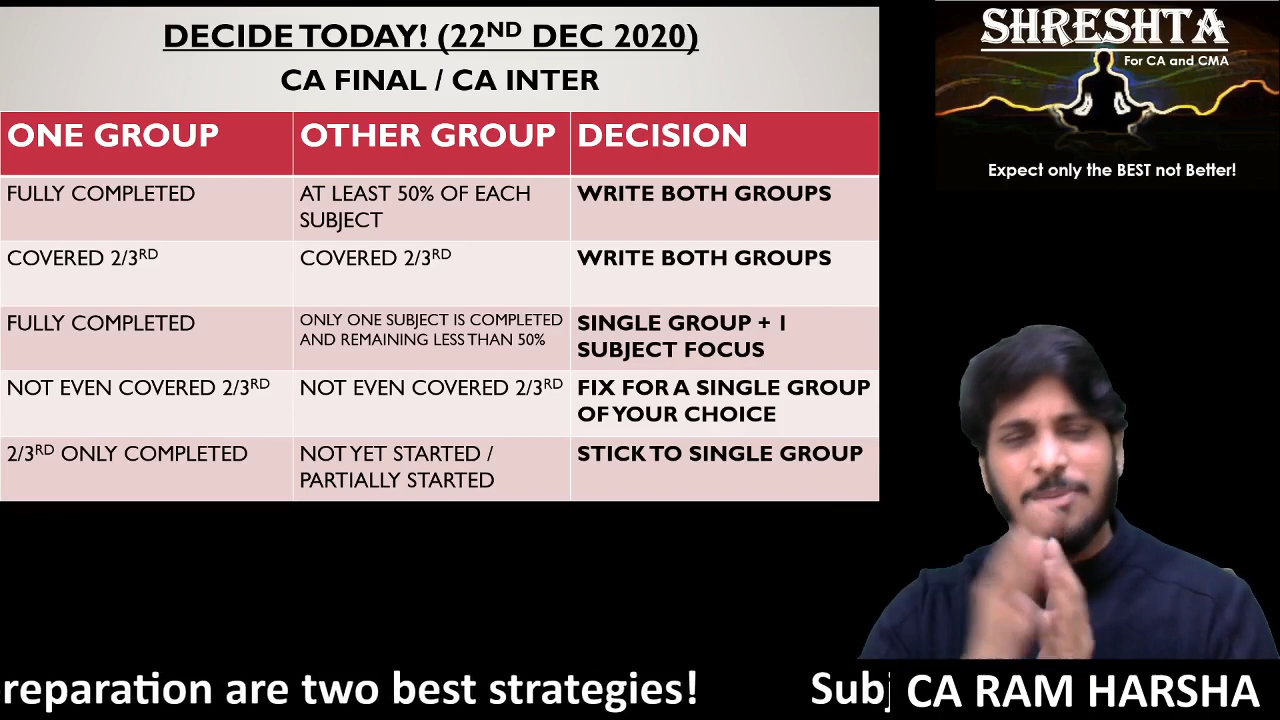 DECIDE TODAY! (22ND DEC 2020)
CA FINAL / CA INTER
ONE GROUP
OTHER GROUP
DECISION
FULLY COMPLETED
AT LEAST 50% OF EACH
SUBJECT
WRITE BOTH GROUPS
COVERED 2/3RD
COVERED 2/3RD
WRITE BOTH GROUPS
FULLY COMPLETED
ONLY ONE SUBJECT IS COMPLETED
AND REMAINING LESS THAN 50%
SINGLE GROUP + 1
SUBJECT FOCUS
NOT EVEN COVERED 2/3RD
NOT EVEN COVERED 2/3RD
FIX FOR A SINGLE GROUP
OF YOUR CHOICE
2/3RD ONLY COMPLETED
NOT YET STARTED /
PARTIALLY STARTED
STICK TO SINGLE GROUP
SHRESHTA
For CA and CMA
Expect only the BEST not Better!
reparation are two best strategies!
Subj
CA RAM HARSHA